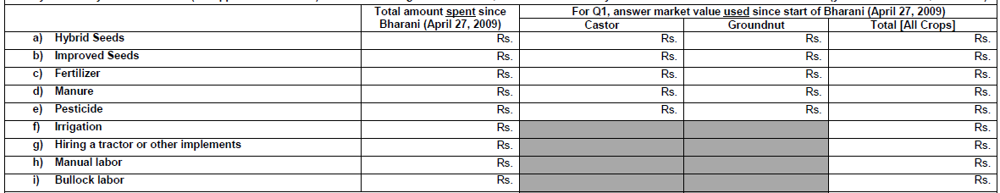 Total amount spent since Bharani (April 27, 2009) For Q1, answer market value used since start of Bharani (April 27, 2009)
Castor Groundnut Total [All Crops]
a) Hybrid Seeds Rs. Rs. Rs. Rs.
b) Improved Seeds Rs. Rs. Rs. Rs.
c) Fertilizer Rs. Rs. Rs. Rs.
d) Manure Rs. Rs. Rs. Rs.
e) Pesticide Rs. Rs. Rs. Rs.
f) Irrigation Rs. Rs.
g) Hiring a tractor or other implements Rs. Rs.
h) Manual labor Rs. Rs.
i) Bullock labor Rs. Rs.